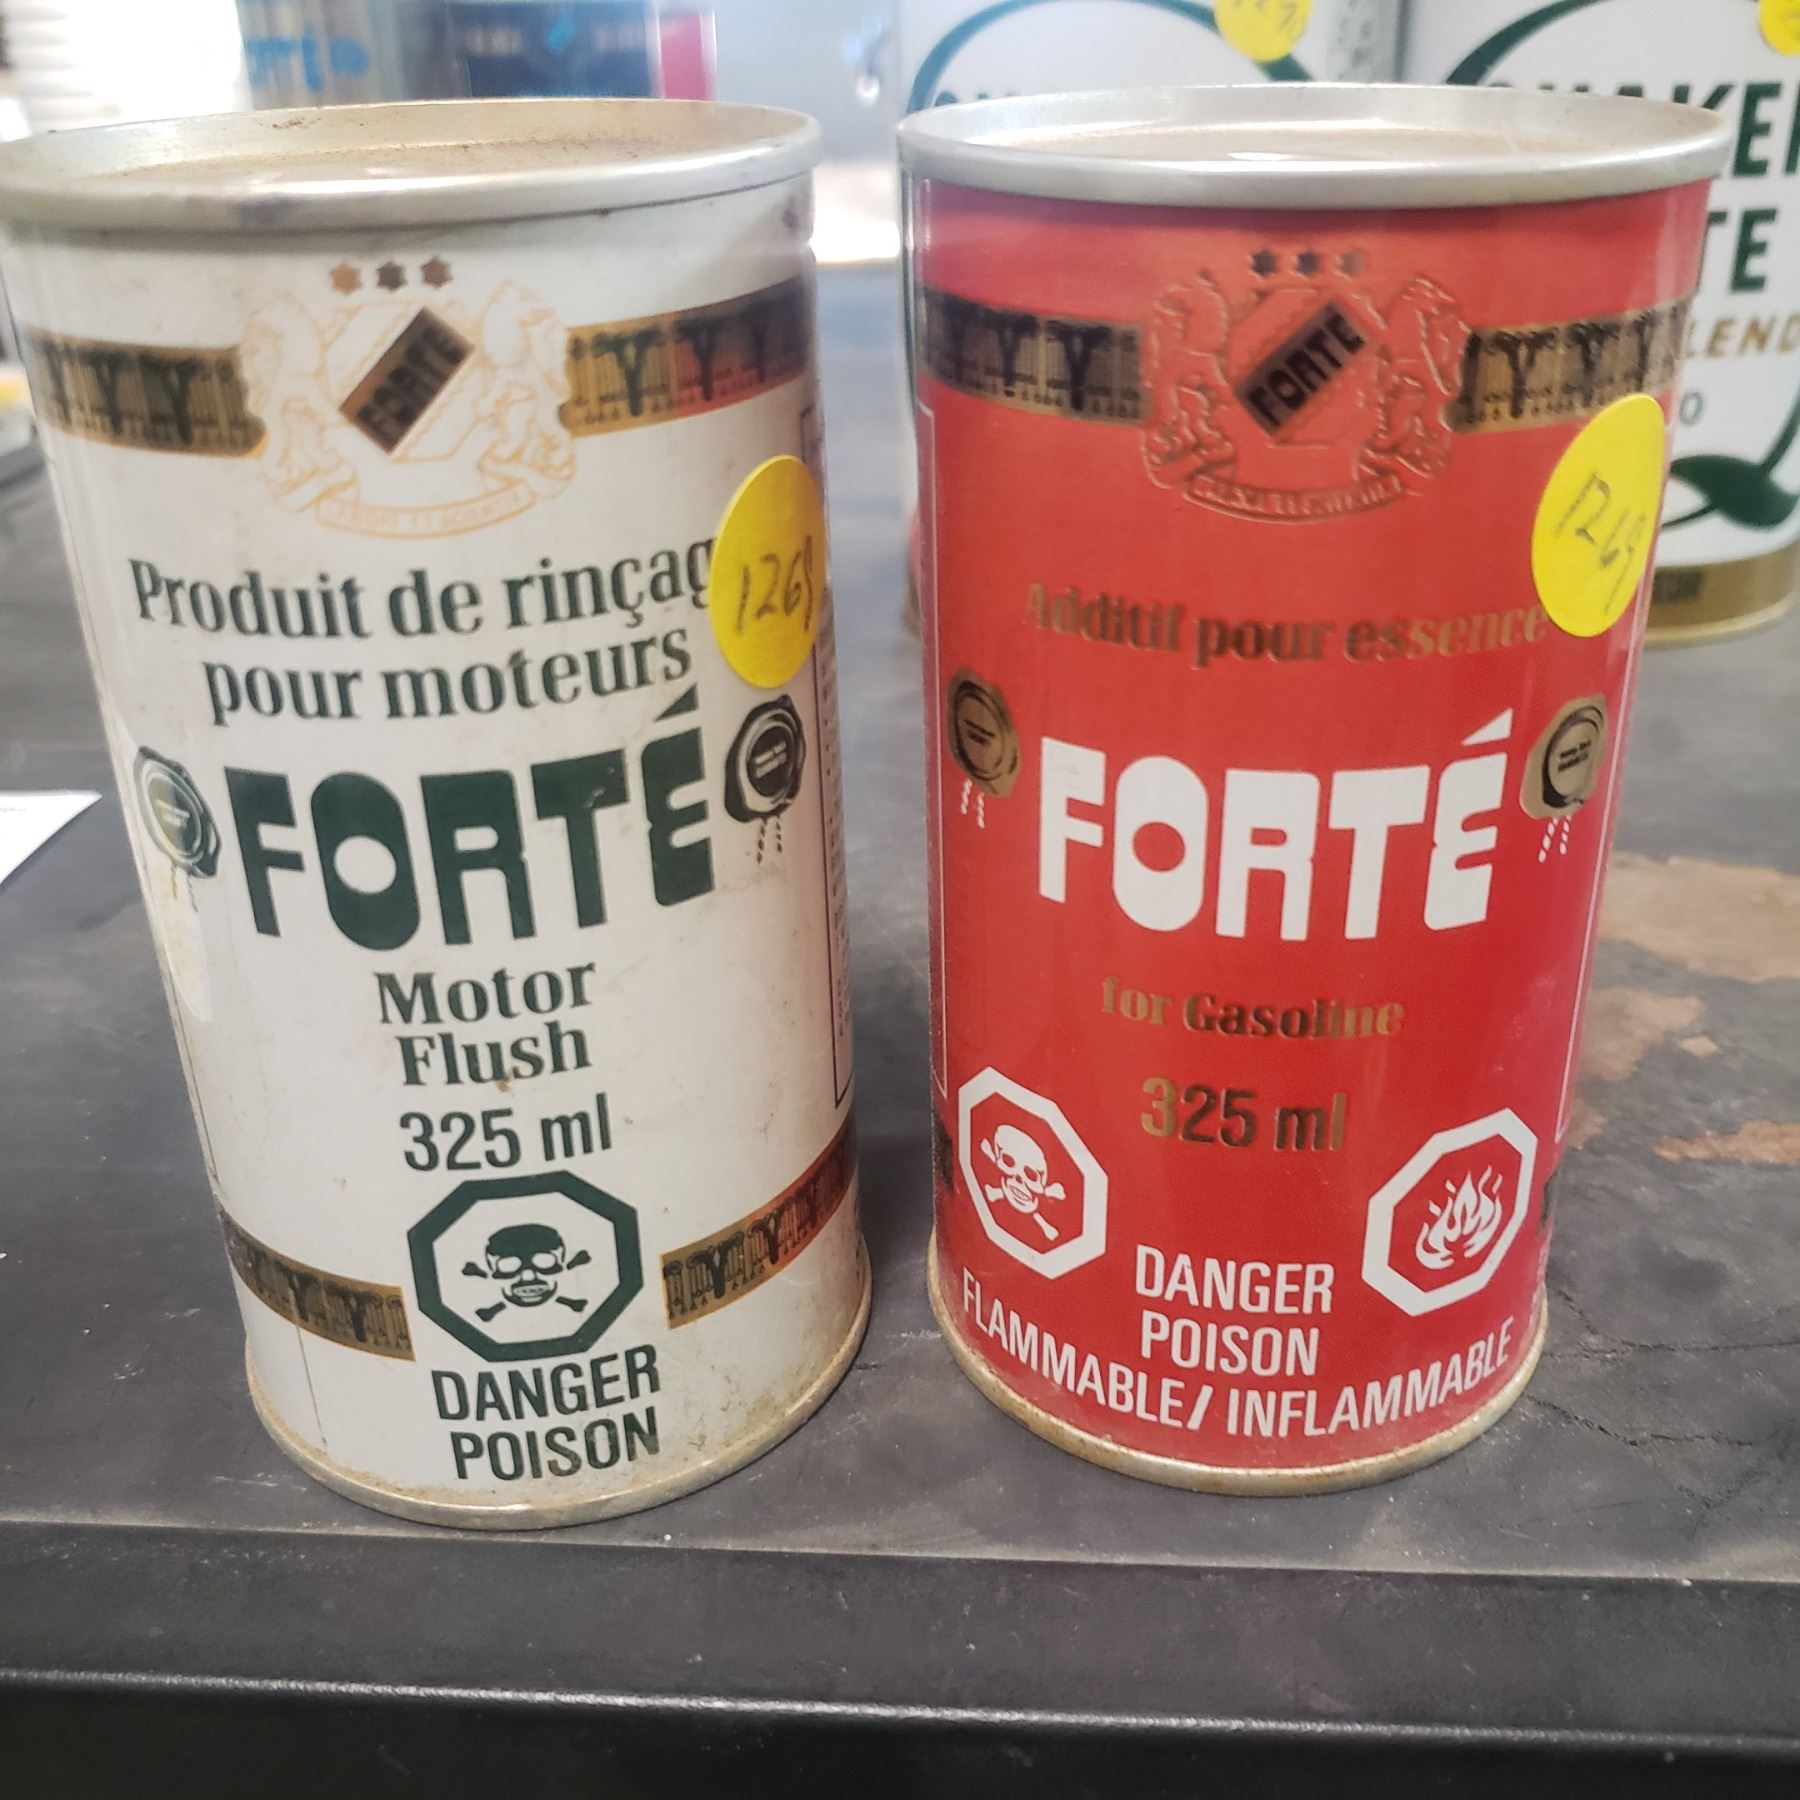 FORTE
Produit de rinçag
pour moteurs
FORTÉ
Motor
Flush
325 ml
DANGER
POISON
1269
FORTE
Additif pour essence
FORTÉ
for Gasoline
325 ml
DANGER
POISON
FLAMMABLE/ INFLAMMABLE
1269